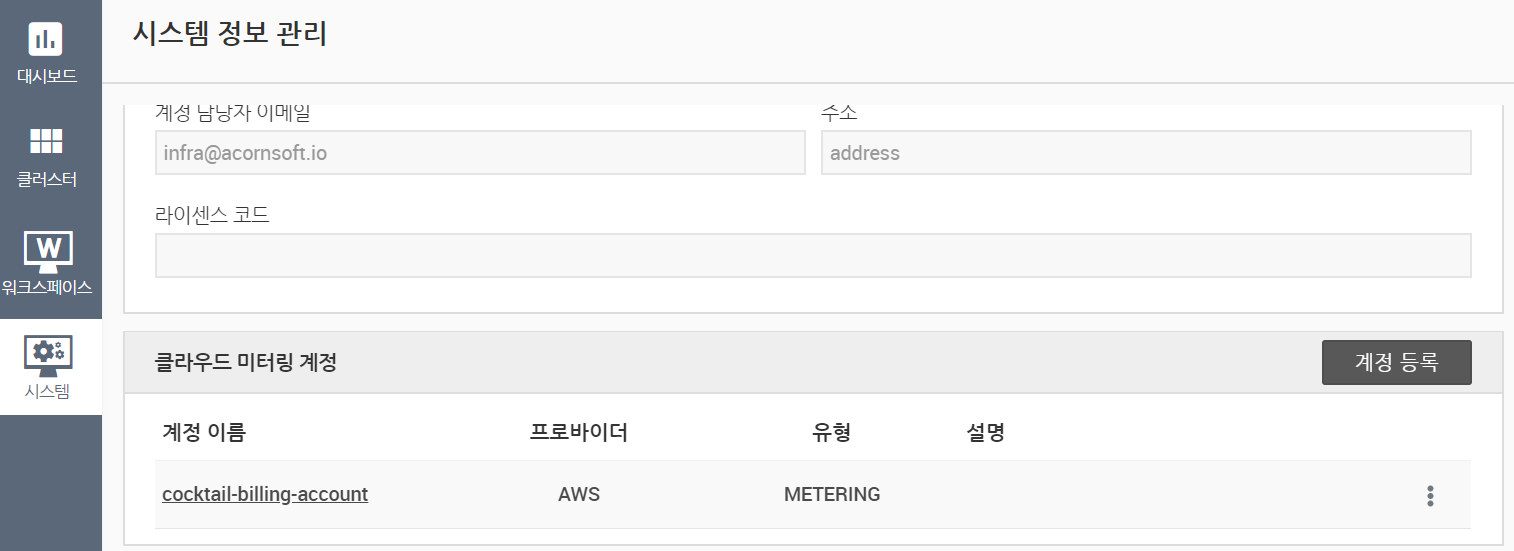 시스템 정보 관리
대시보드
클러스터
W
워크스페이스
시스템
계정 담당자 이메일
주소
infra@acornsoft.io
address
라이센스 코드
클라우드 미터링 계정
계정 등록
계정 이름
프로바이더
유형
설명
cocktail-billing-account
AWS
METERING